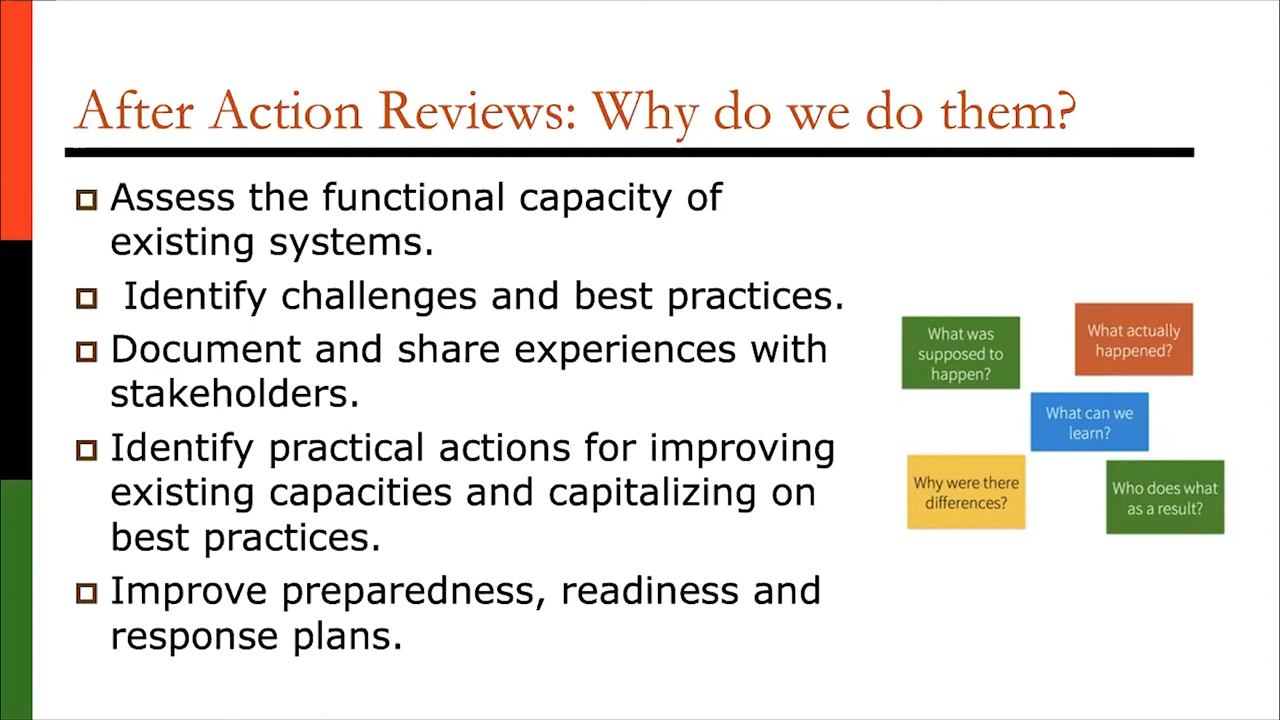 After Action Reviews: Why do we do them?
Assess the functional capacity of
existing systems.
Identify challenges and best practices.
Document and share experiences with
stakeholders.
Identify practical actions for improving
existing capacities and capitalizing on
best practices.
Improve preparedness, readiness and
response plans.
What was
supposed to
happen?
What actually
happened?
What can we
learn?
Why were there
differences?
Who does what
as a result?